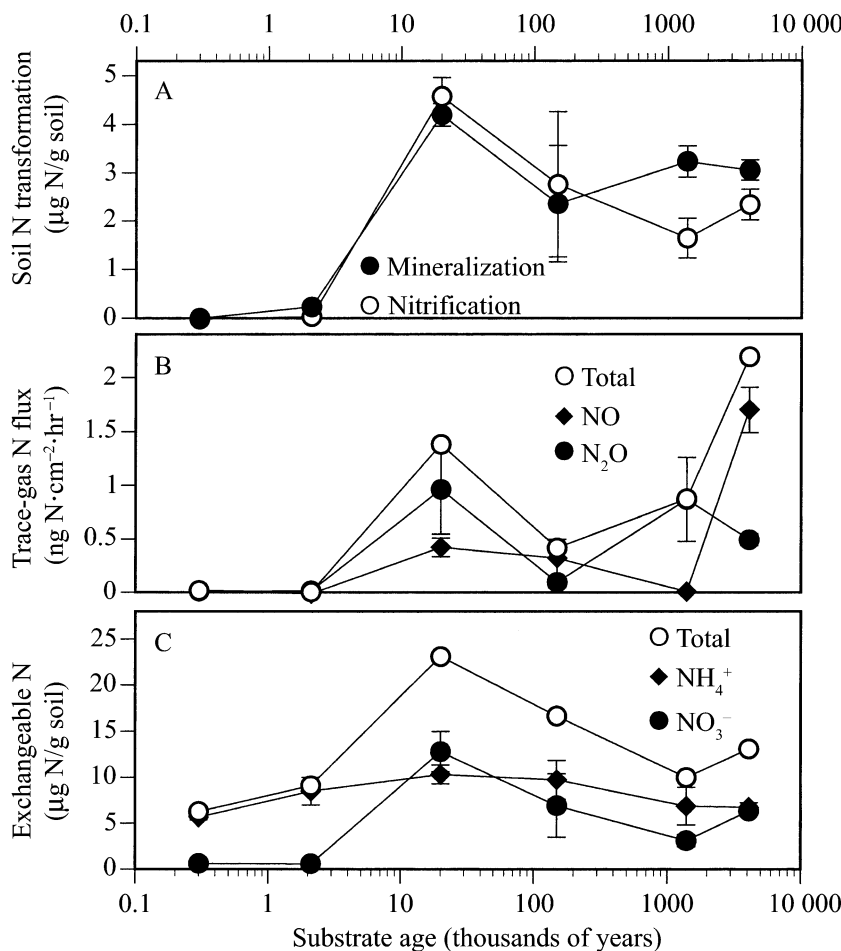 0.1 1 10 100 1000 10 000
A
Soil N transformation
(μg N/g soil)
5
4
3
2
1
0
Mineralization
Nitrification
B
Trace-gas N flux
(ng N·cm⁻²·hr⁻¹)
2
1.5
1
0.5
0
Total
NO
N₂O
C
Exchangeable N
(μg N/g soil)
25
20
15
10
5
0
Total
NH₄⁺
NO₃⁻
0.1 1 10 100 1000 10 000
Substrate age (thousands of years)